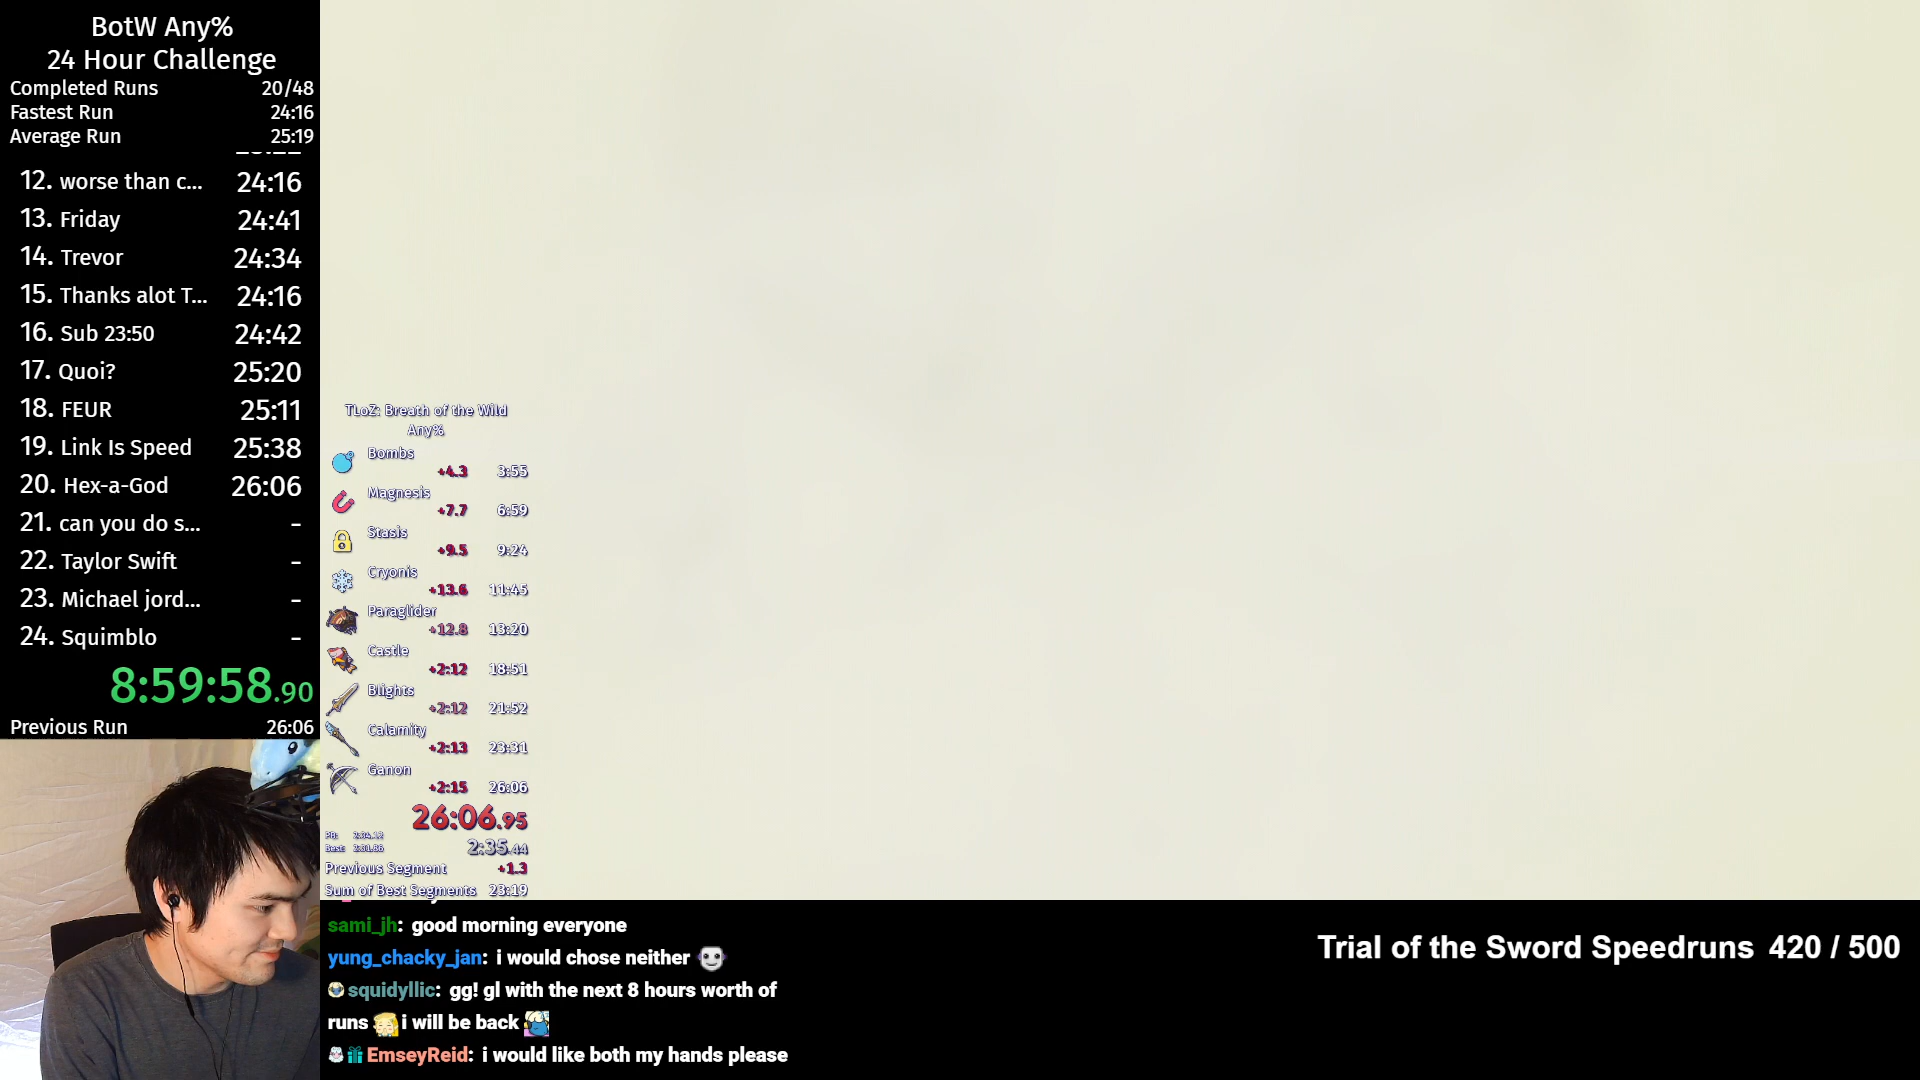 BotW Any%
24 Hour Challenge
Completed Runs 20/48
Fastest Run 24:16
Average Run 25:19
12. worse than c... 24:16
13. Friday 24:41
14. Trevor 24:34
15. Thanks alot T... 24:16
16. Sub 23:50 24:42
17. Quoi? 25:20
18. FEUR 25:11
19. Link Is Speed 25:38
20. Hex-a-God 26:06
21. can you do s... -
22. Taylor Swift -
23. Michael jord... -
24. Squimblo -
8:59:58.90
Previous Run 26:06
TLoZ: Breath of the Wild
Any%
Bombs
+4.3 3:55
Magnesis
+7.7 6:59
Stasis
+9.5 9:24
Cryonis
+13.6 11:45
Paraglider
+12.8 13:20
Castle
+2:12 18:51
Blights
+2:12 21:52
Calamity
+2:13 23:31
Ganon
+2:15 26:06
26:06.95
PB: 2:34.12
2:35.44
Best:
Previous Segment +1.3
Sum of Best Segments 23:19
sami_jh: good morning everyone
yung_chacky_jan: i would chose neither
squidyllic: gg! gl with the next 8 hours worth of
runs i will be back
EmseyReid: i would like both my hands please
Trial of the Sword Speedruns 420 / 500